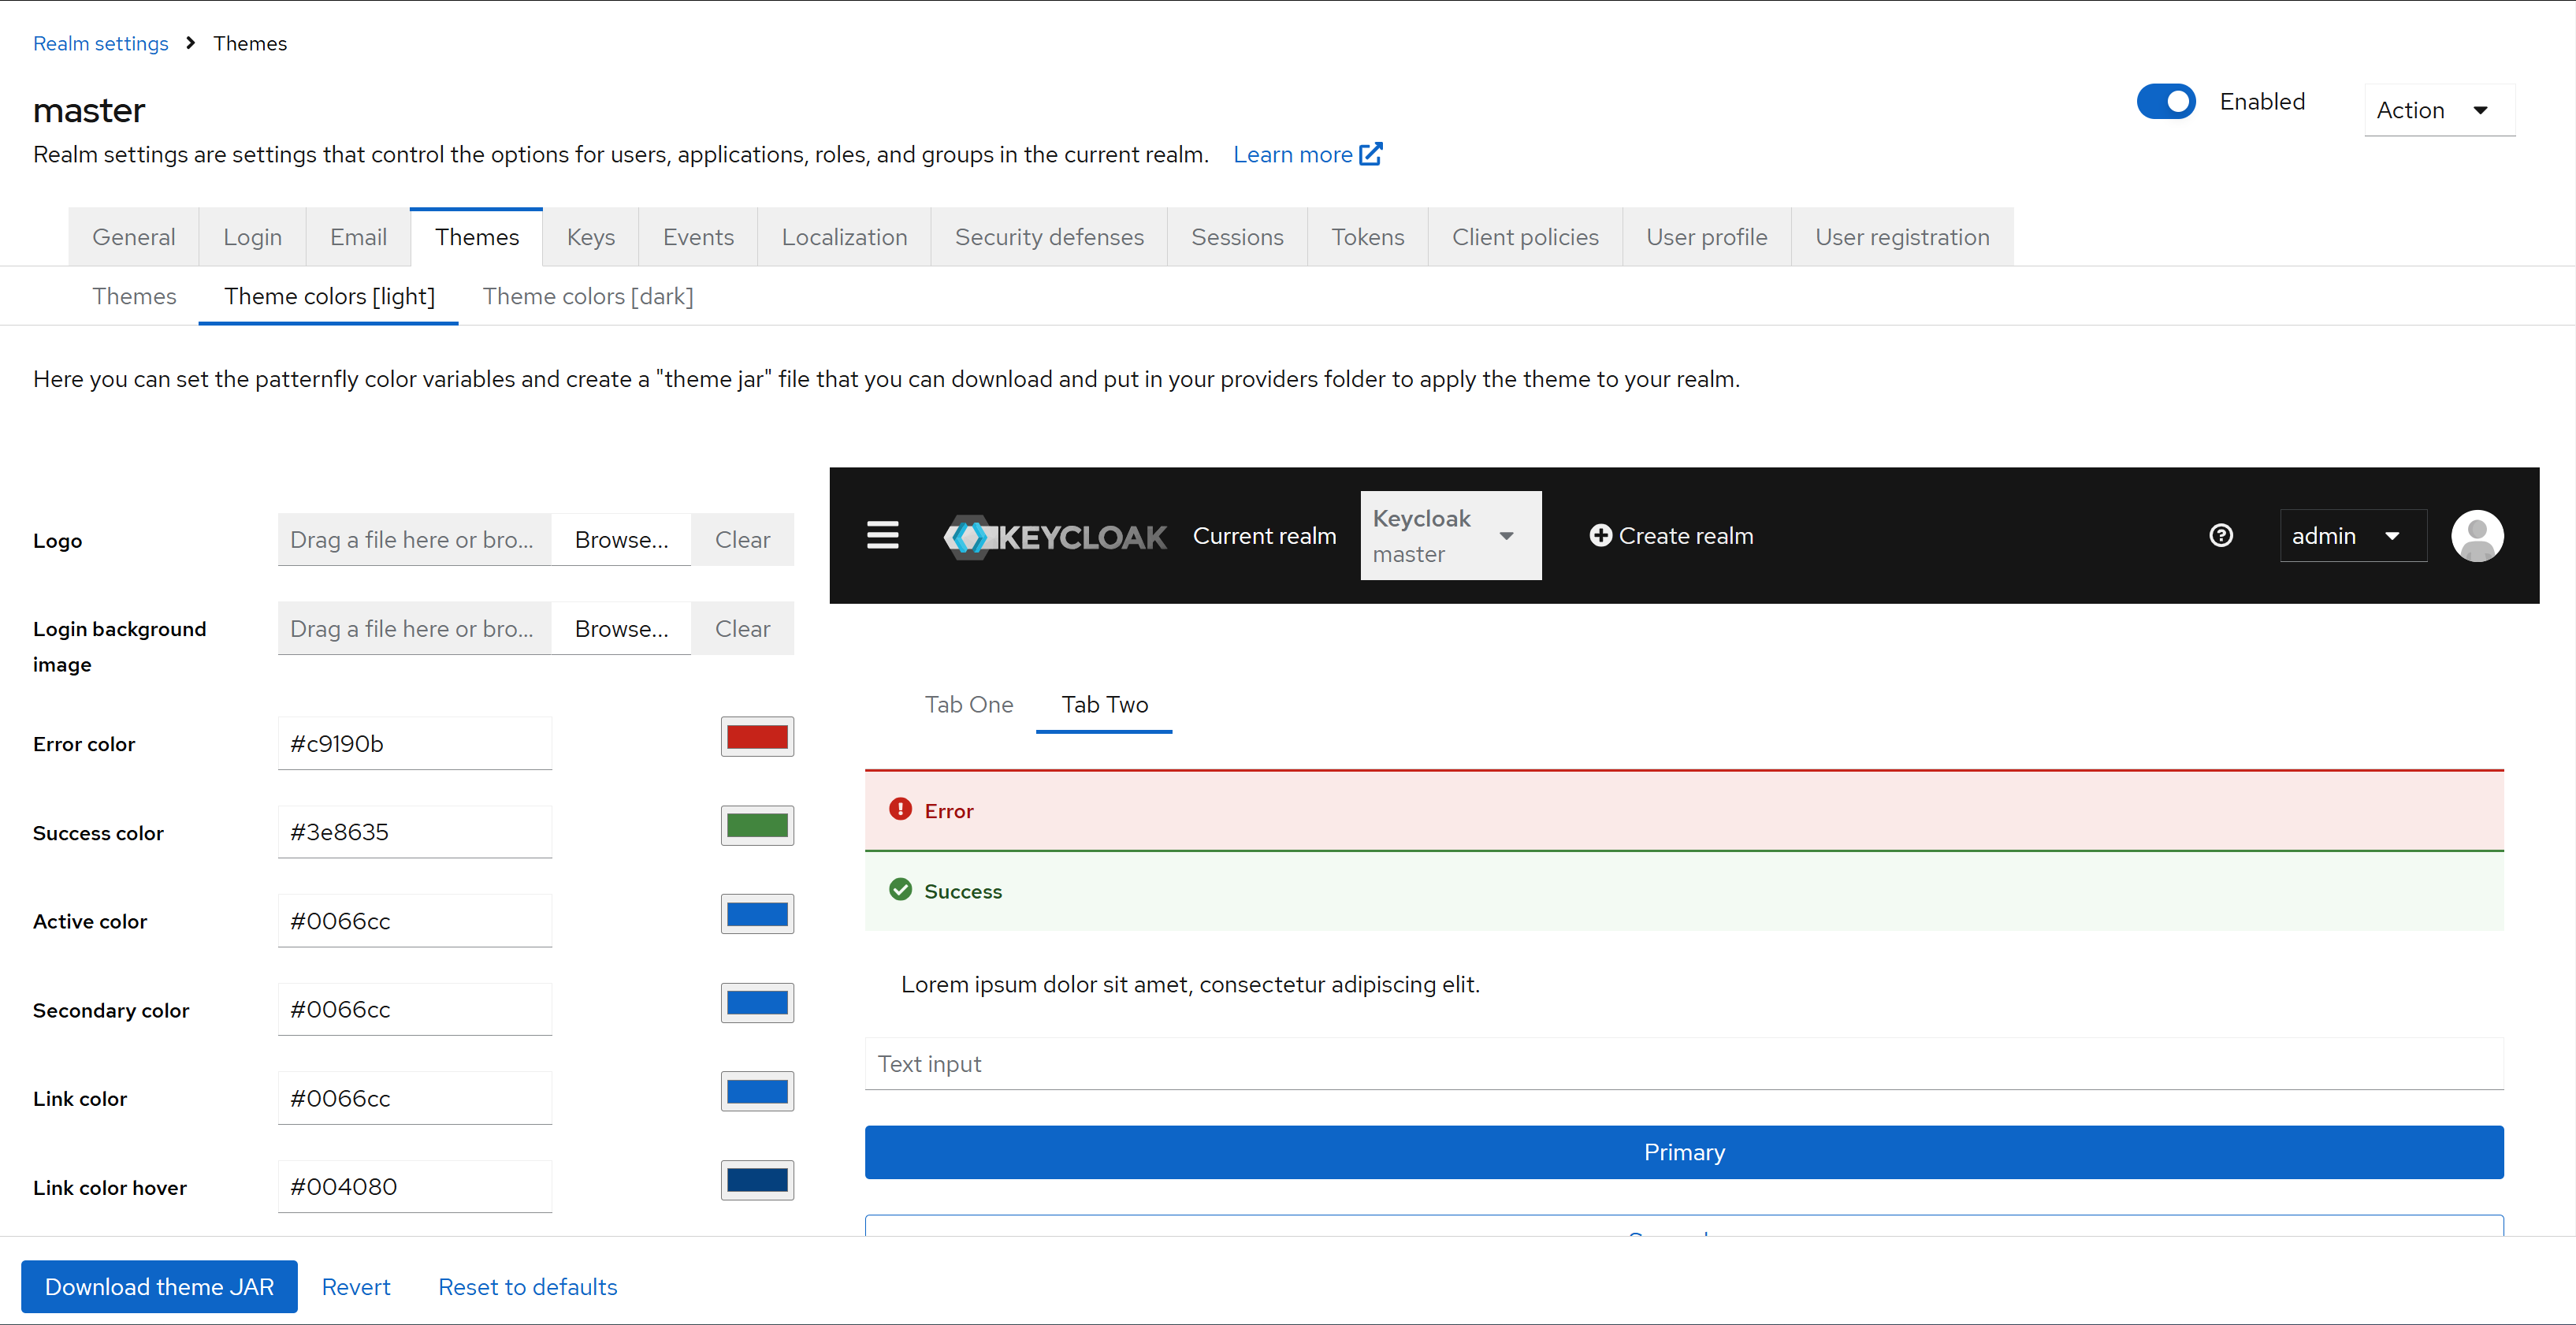 Realm settings > Themes
master
Enabled
Action
Realm settings are settings that control the options for users, applications, roles, and groups in the current realm. Learn more
General Login Email Themes Keys Events Localization Security defenses Sessions Tokens Client policies User profile User registration
Themes Theme colors [light] Theme colors [dark]
Here you can set the patternfly color variables and create a "theme jar" file that you can download and put in your providers folder to apply the theme to your realm.
Logo
Drag a file here or bro... Browse... Clear
Login background
image
Drag a file here or bro... Browse... Clear
Error color
#c9190b
Success color
#3e8635
Active color
#0066cc
Secondary color
#0066cc
Link color
#0066cc
Link color hover
#004080
KEYCLOAK
Current realm
Keycloak
master
Create realm
admin
Tab One Tab Two
Error
Success
Lorem ipsum dolor sit amet, consectetur adipiscing elit.
Text input
Primary
Download theme JAR Revert Reset to defaults